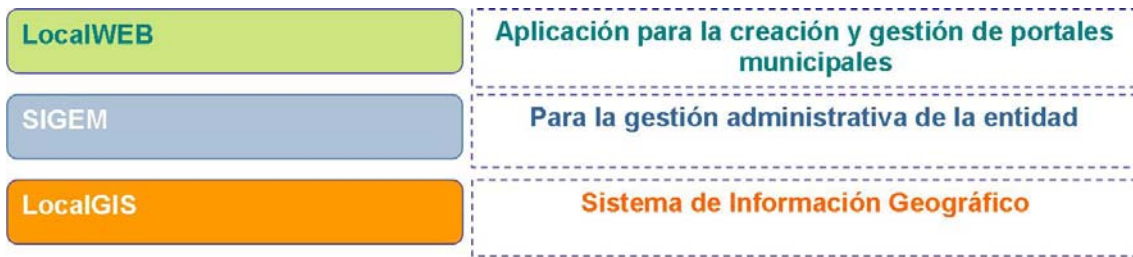 LocalWEB
Aplicación para la creación y gestión de portales
municipales
SIGEM
Para la gestión administrativa de la entidad
LocalGIS
Sistema de Información Geográfico